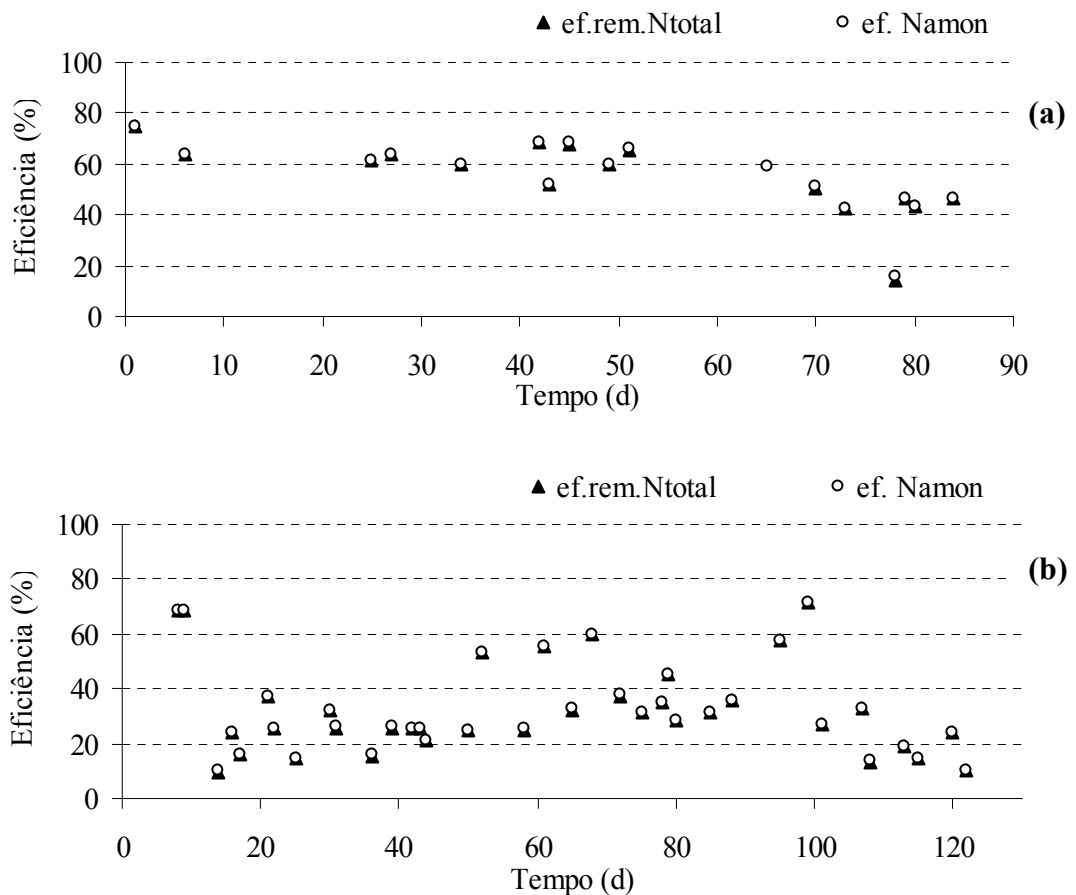 ef.rem.Ntotal ef. Namon
100
80
60
40
20
0
Eficiência (%)
(a)
0 10 20 30 40 50 60 70 80 90
Tempo (d)
ef.rem.Ntotal ef. Namon
100
80
60
40
20
0
Eficiência (%)
(b)
0 20 40 60 80 100 120
Tempo (d)